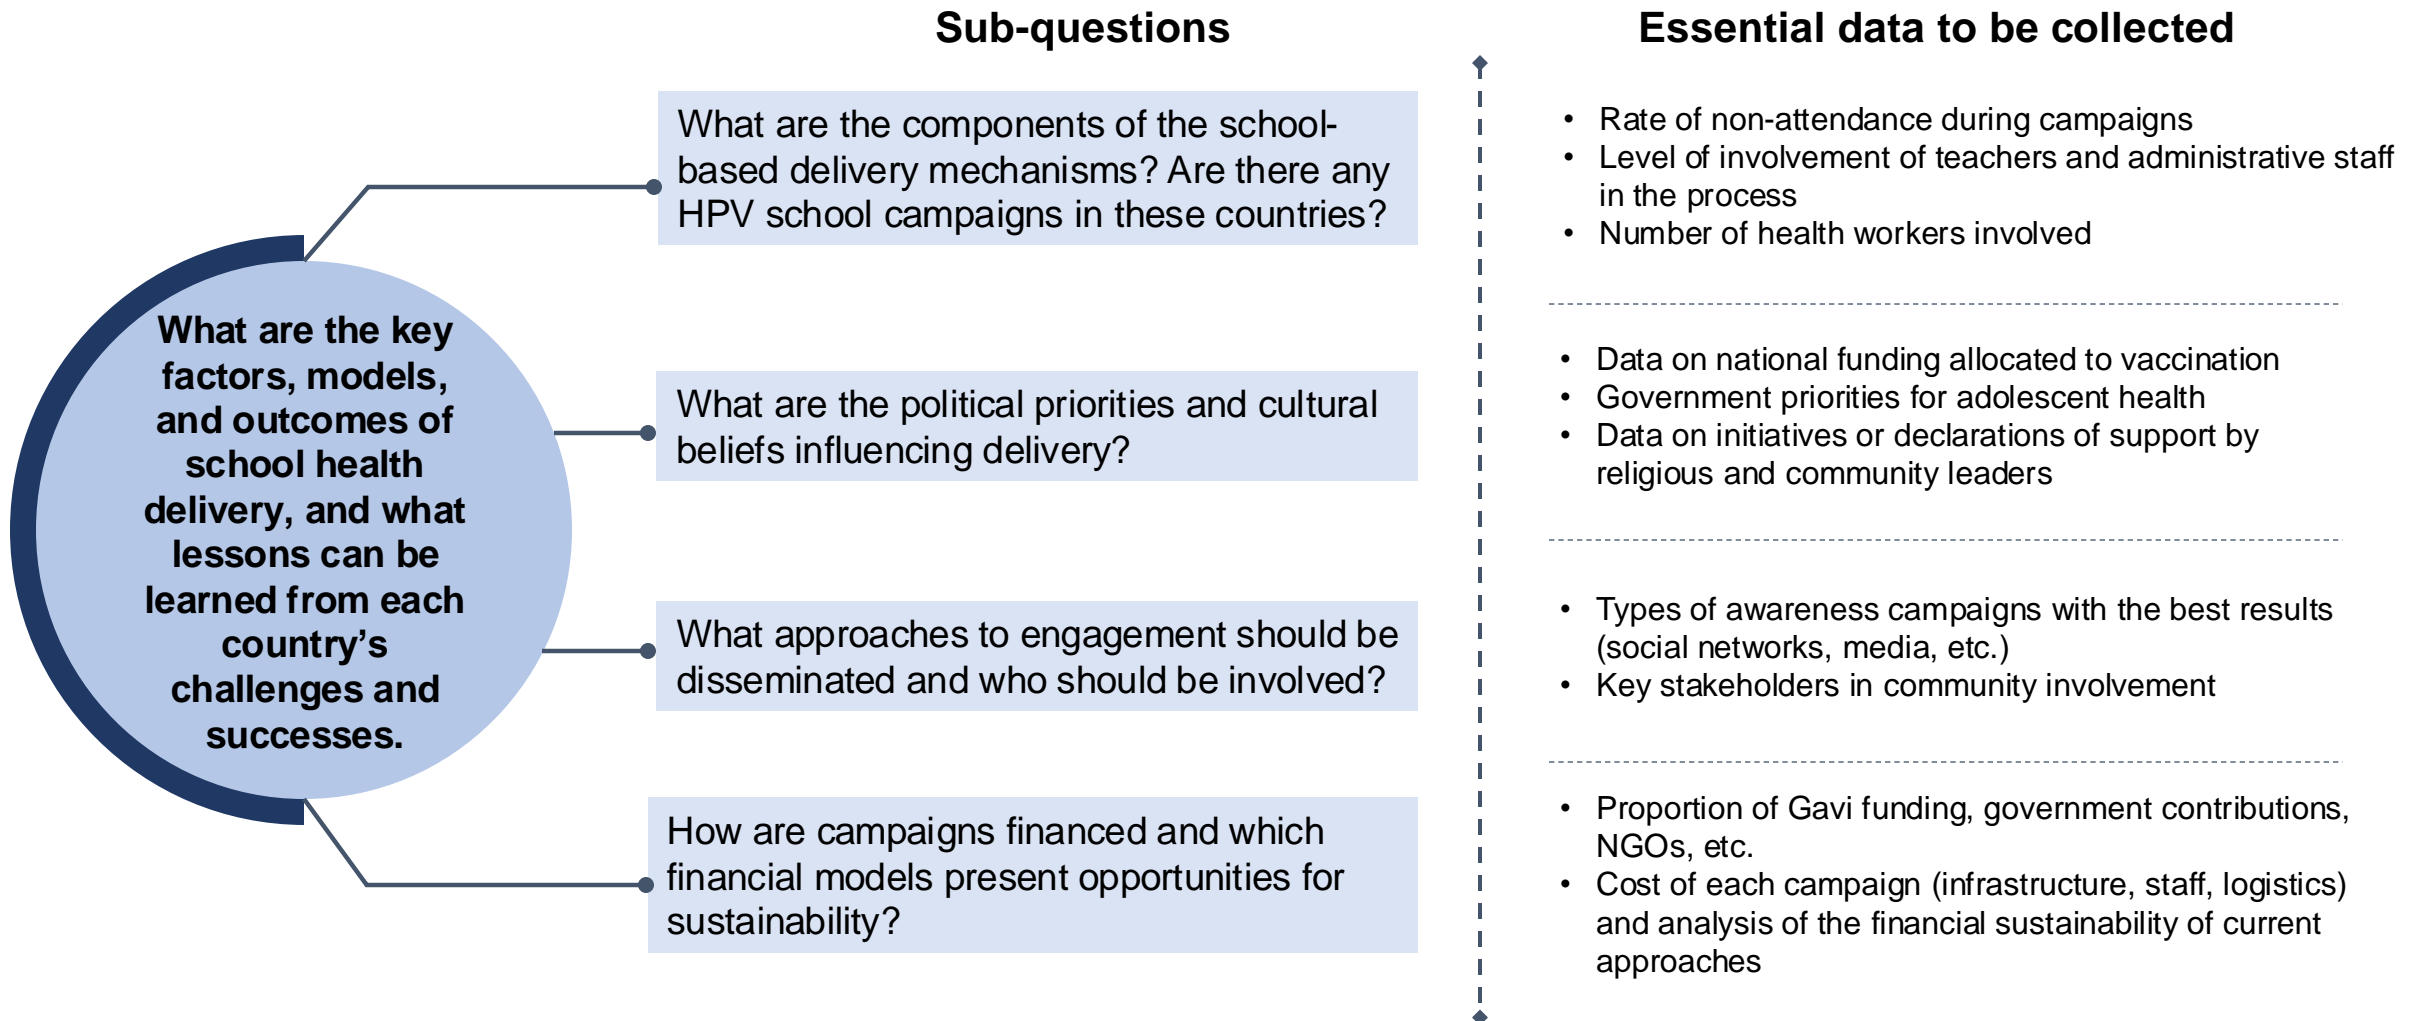 Sub-questions
Essential data to be collected
What are the key
factors, models,
and outcomes of
school health
delivery, and what
lessons can be
learned from each
country’s
challenges and
successes.
What are the components of the school-
based delivery mechanisms? Are there any
HPV school campaigns in these countries?
• Rate of non-attendance during campaigns
• Level of involvement of teachers and administrative staff
in the process
• Number of health workers involved
What are the political priorities and cultural
beliefs influencing delivery?
• Data on national funding allocated to vaccination
• Government priorities for adolescent health
• Data on initiatives or declarations of support by
religious and community leaders
What approaches to engagement should be
disseminated and who should be involved?
• Types of awareness campaigns with the best results
(social networks, media, etc.)
• Key stakeholders in community involvement
How are campaigns financed and which
financial models present opportunities for
sustainability?
• Proportion of Gavi funding, government contributions,
NGOs, etc.
• Cost of each campaign (infrastructure, staff, logistics)
and analysis of the financial sustainability of current
approaches